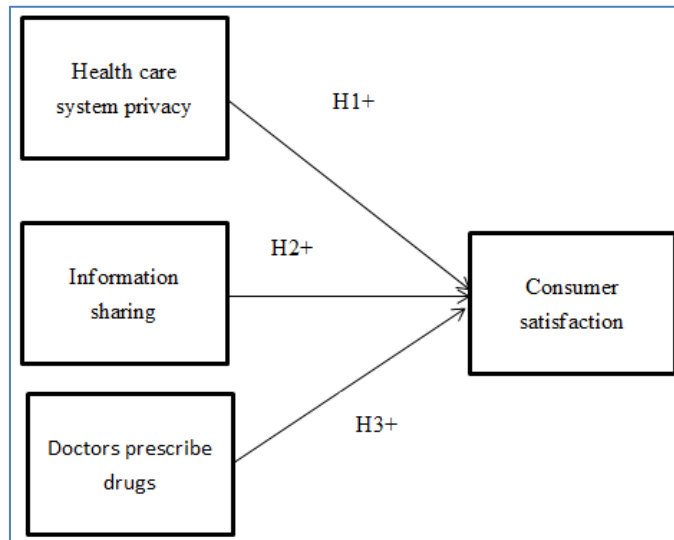 Health care
system privacy
H1+
Information
sharing
H2+
Consumer
satisfaction
Doctors prescribe
drugs
H3+